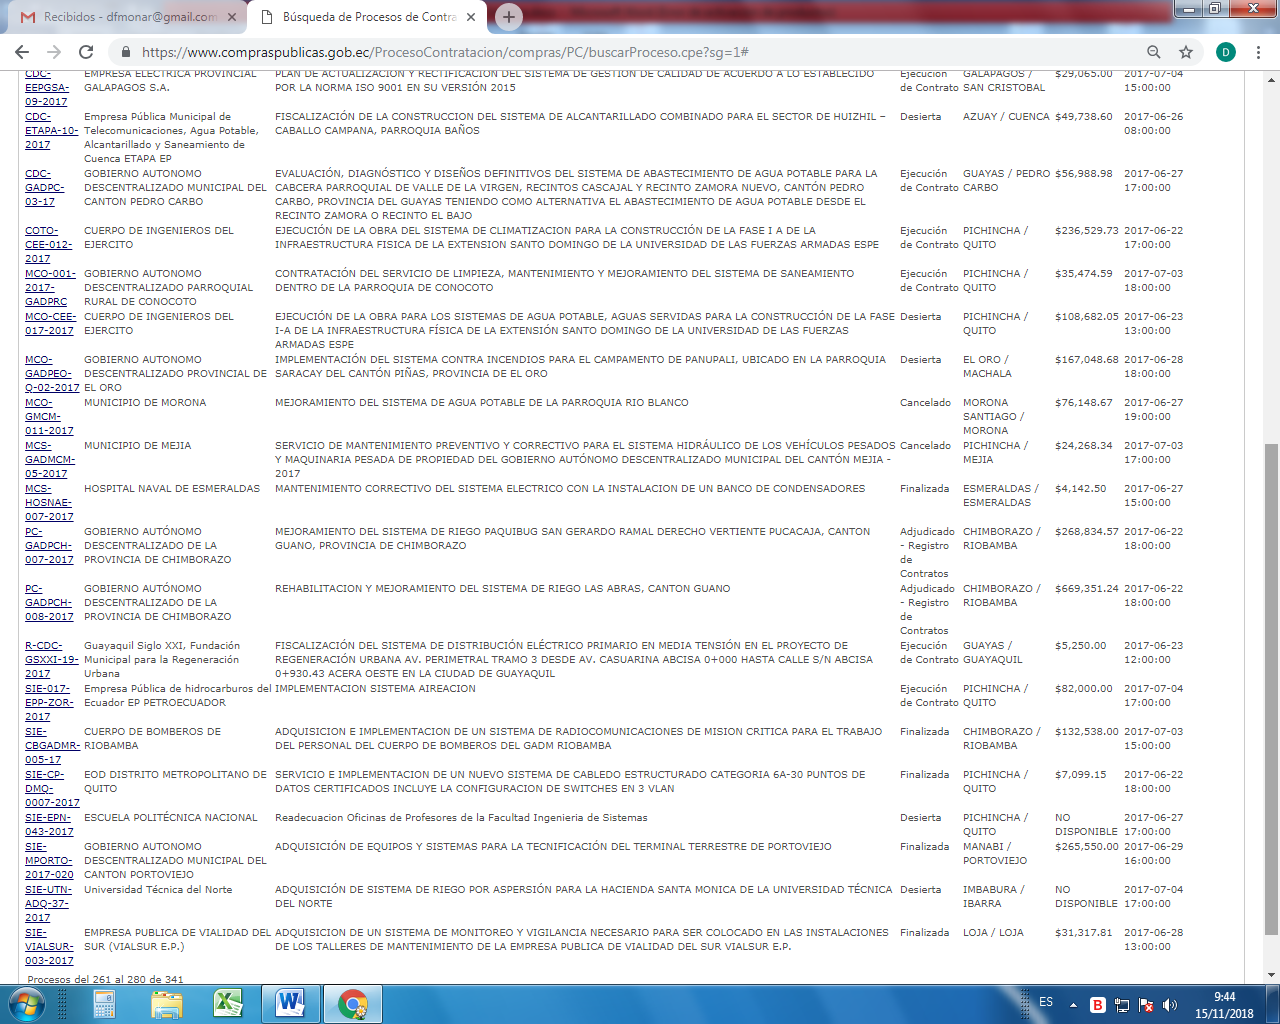 Recibidos - dfmonar@gmail.com
Búsqueda de Procesos de Contra
https://www.compraspublicas.gob.ec/ProcesoContratacion/compras/PC/buscarProceso.cpe?sg=1#
D
CDC-EEPGSA-09-2017 EMPRESA ELECTRICA PROVINCIAL GALAPAGOS S.A. PLAN DE ACTUALIZACION Y RECTIFICACION DEL SISTEMA DE GESTION DE CALIDAD DE ACUERDO A LO ESTABLECIDO POR LA NORMA ISO 9001 EN SU VERSIÓN 2015 Ejecución de Contrato GALAPAGOS / SAN CRISTOBAL $29,065.00 2017-07-04 15:00:00
CDC-ETAPA-10-2017 Empresa Pública Municipal de Telecomunicaciones, Agua Potable, Alcantarillado y Saneamiento de Cuenca ETAPA EP FISCALIZACIÓN DE LA CONSTRUCCION DEL SISTEMA DE ALCANTARILLADO COMBINADO PARA EL SECTOR DE HUIZHIL – CABALLO CAMPANA, PARROQUIA BAÑOS Desierta AZUAY / CUENCA $49,738.60 2017-06-26 08:00:00
CDC-GADPC-03-17 GOBIERNO AUTONOMO DESCENTRALIZADO MUNICIPAL DEL CANTON PEDRO CARBO EVALUACIÓN, DIAGNÓSTICO Y DISEÑOS DEFINITIVOS DEL SISTEMA DE ABASTECIMIENTO DE AGUA POTABLE PARA LA CABCERA PARROQUIAL DE VALLE DE LA VIRGEN, RECINTOS CASCAJAL Y RECINTO ZAMORA NUEVO, CANTÓN PEDRO CARBO, PROVINCIA DEL GUAYAS TENIENDO COMO ALTERNATIVA EL ABASTECIMIENTO DE AGUA POTABLE DESDE EL RECINTO ZAMORA O RECINTO EL BAJO Ejecución de Contrato GUAYAS / PEDRO CARBO $56,988.98 2017-06-27 17:00:00
COTO-CEE-012-2017 CUERPO DE INGENIEROS DEL EJERCITO EJECUCIÓN DE LA OBRA DEL SISTEMA DE CLIMATIZACION PARA LA CONSTRUCCIÓN DE LA FASE I A DE LA INFRAESTRUCTURA FISICA DE LA EXTENSION SANTO DOMINGO DE LA UNIVERSIDAD DE LAS FUERZAS ARMADAS ESPE Ejecución de Contrato PICHINCHA / QUITO $236,529.73 2017-06-22 17:00:00
MCO-001-2017-GADPRC GOBIERNO AUTONOMO DESCENTRALIZADO PARROQUIAL RURAL DE CONOCOTO CONTRATACIÓN DEL SERVICIO DE LIMPIEZA, MANTENIMIENTO Y MEJORAMIENTO DEL SISTEMA DE SANEAMIENTO DENTRO DE LA PARROQUIA DE CONOCOTO Ejecución de Contrato PICHINCHA / QUITO $35,474.59 2017-07-03 18:00:00
MCO-CEE-017-2017 CUERPO DE INGENIEROS DEL EJERCITO EJECUCIÓN DE LA OBRA PARA LOS SISTEMAS DE AGUA POTABLE, AGUAS SERVIDAS PARA LA CONSTRUCCIÓN DE LA FASE I-A DE LA INFRAESTRUCTURA FÍSICA DE LA EXTENSIÓN SANTO DOMINGO DE LA UNIVERSIDAD DE LAS FUERZAS ARMADAS ESPE Desierta PICHINCHA / QUITO $108,682.05 2017-06-23 13:00:00
MCO-GADPEO-Q-02-2017 GOBIERNO AUTONOMO DESCENTRALIZADO PROVINCIAL DE EL ORO IMPLEMENTACIÓN DEL SISTEMA CONTRA INCENDIOS PARA EL CAMPAMENTO DE PANUPALI, UBICADO EN LA PARROQUIA SARACAY DEL CANTÓN PIÑAS, PROVINCIA DE EL ORO Desierta EL ORO / MACHALA $167,048.68 2017-06-28 18:00:00
MCO-GMCM-011-2017 MUNICIPIO DE MORONA MEJORAMIENTO DEL SISTEMA DE AGUA POTABLE DE LA PARROQUIA RIO BLANCO Cancelado MORONA SANTIAGO / MORONA $76,148.67 2017-06-27 19:00:00
MCS-GADMCM-05-2017 MUNICIPIO DE MEJIA SERVICIO DE MANTENIMIENTO PREVENTIVO Y CORRECTIVO PARA EL SISTEMA HIDRÁULICO DE LOS VEHÍCULOS PESADOS Y MAQUINARIA PESADA DE PROPIEDAD DEL GOBIERNO AUTÓNOMO DESCENTRALIZADO MUNICIPAL DEL CANTÓN MEJIA - 2017 Cancelado PICHINCHA / MEJIA $24,268.34 2017-07-03 17:00:00
MCS-HOSNAE-007-2017 HOSPITAL NAVAL DE ESMERALDAS MANTENIMIENTO CORRECTIVO DEL SISTEMA ELECTRICO CON LA INSTALACION DE UN BANCO DE CONDENSADORES Finalizada ESMERALDAS / ESMERALDAS $4,142.50 2017-06-27 15:00:00
PC-GADPCH-007-2017 GOBIERNO AUTÓNOMO DESCENTRALIZADO DE LA PROVINCIA DE CHIMBORAZO MEJORAMIENTO DEL SISTEMA DE RIEGO PAQUIBUG SAN GERARDO RAMAL DERECHO VERTIENTE PUCACAJA, CANTON GUANO, PROVINCIA DE CHIMBORAZO Adjudicado - Registro de Contratos CHIMBORAZO / RIOBAMBA $268,834.57 2017-06-22 18:00:00
PC-GADPCH-008-2017 GOBIERNO AUTÓNOMO DESCENTRALIZADO DE LA PROVINCIA DE CHIMBORAZO REHABILITACION Y MEJORAMIENTO DEL SISTEMA DE RIEGO LAS ABRAS, CANTON GUANO Adjudicado - Registro de Contratos CHIMBORAZO / RIOBAMBA $669,351.24 2017-06-22 18:00:00
R-CDC-GSXXI-19-2017 Guayaquil Siglo XXI, Fundación Municipal para la Regeneración Urbana FISCALIZACIÓN DEL SISTEMA DE DISTRIBUCIÓN ELÉCTRICO PRIMARIO EN MEDIA TENSIÓN EN EL PROYECTO DE REGENERACIÓN URBANA AV. PERIMETRAL TRAMO 3 DESDE AV. CASUARINA ABCISA 0+000 HASTA CALLE S/N ABCISA 0+930.43 ACERA OESTE EN LA CIUDAD DE GUAYAQUIL Ejecución de Contrato GUAYAS / GUAYAQUIL $5,250.00 2017-06-23 12:00:00
SIE-017-EPP-ZOR-2017 Empresa Pública de hidrocarburos del Ecuador EP PETROECUADOR IMPLEMENTACION SISTEMA AIREACION Ejecución de Contrato PICHINCHA / QUITO $82,000.00 2017-07-04 17:00:00
SIE-CBGADMR-005-17 CUERPO DE BOMBEROS DE RIOBAMBA ADQUISICION E IMPLEMENTACION DE UN SISTEMA DE RADIOCOMUNICACIONES DE MISION CRITICA PARA EL TRABAJO DEL PERSONAL DEL CUERPO DE BOMBEROS DEL GADM RIOBAMBA Finalizada CHIMBORAZO / RIOBAMBA $132,538.00 2017-07-03 15:00:00
SIE-CP-DMQ-0007-2017 EOD DISTRITO METROPOLITANO DE QUITO SERVICIO E IMPLEMENTACION DE UN NUEVO SISTEMA DE CABLEDO ESTRUCTURADO CATEGORIA 6A-30 PUNTOS DE DATOS CERTIFICADOS INCLUYE LA CONFIGURACION DE SWITCHES EN 3 VLAN Finalizada PICHINCHA / QUITO $7,099.15 2017-06-22 18:00:00
SIE-EPN-043-2017 ESCUELA POLITÉCNICA NACIONAL Readecuacion Oficinas de Profesores de la Facultad Ingenieria de Sistemas Desierta PICHINCHA / QUITO NO DISPONIBLE 2017-06-27 17:00:00
SIE-MPORTO-2017-020 GOBIERNO AUTONOMO DESCENTRALIZADO MUNICIPAL DEL CANTON PORTOVIEJO ADQUISICIÓN DE EQUIPOS Y SISTEMAS PARA LA TECNIFICACIÓN DEL TERMINAL TERRESTRE DE PORTOVIEJO Finalizada MANABI / PORTOVIEJO $265,550.00 2017-06-29 16:00:00
SIE-UTN-ADQ-37-2017 Universidad Técnica del Norte ADQUISICIÓN DE SISTEMA DE RIEGO POR ASPERSIÓN PARA LA HACIENDA SANTA MONICA DE LA UNIVERSIDAD TÉCNICA DEL NORTE Desierta IMBABURA / IBARRA NO DISPONIBLE 2017-07-04 17:00:00
SIE-VIALSUR-003-2017 EMPRESA PUBLICA DE VIALIDAD DEL SUR (VIALSUR E.P.) ADQUISICION DE UN SISTEMA DE MONITOREO Y VIGILANCIA NECESARIO PARA SER COLOCADO EN LAS INSTALACIONES DE LOS TALLERES DE MANTENIMIENTO DE LA EMPRESA PUBLICA DE VIALIDAD DEL SUR VIALSUR E.P. Finalizada LOJA / LOJA $31,317.81 2017-06-28 13:00:00
Procesos del 261 al 280 de 341
ES
B
9:44
15/11/2018